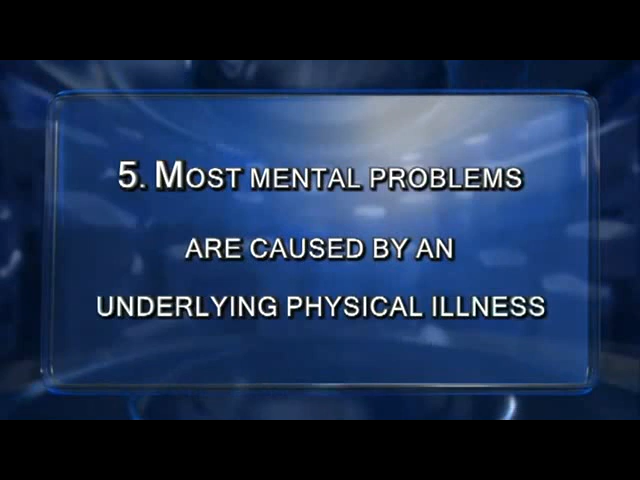 5. MOST MENTAL PROBLEMS
ARE CAUSED BY AN
UNDERLYING PHYSICAL ILLNESS